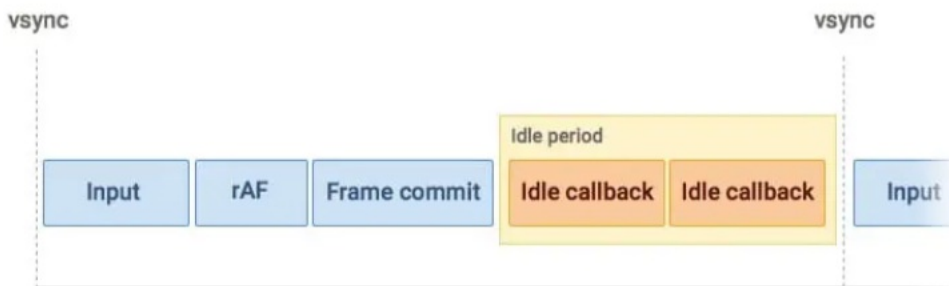 vsync vsync
Idle period
Input rAF Frame commit Idle callback Idle callback Input